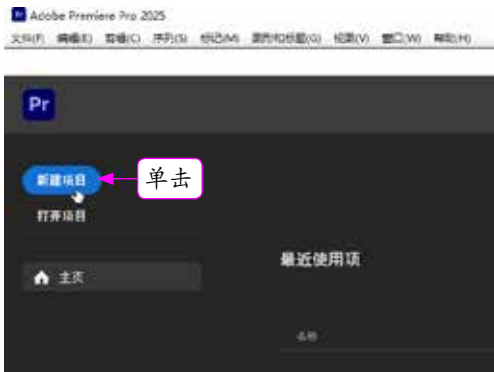 Adobe Premiere Pro 2025
文件(F) 编辑(E) 剪辑(C) 序列(S) 标记(M) 图形和标题(G) 视图(V) 窗口(W) 帮助(H)
Pr
新建项目
单击
打开项目
主页
最近使用项
名称